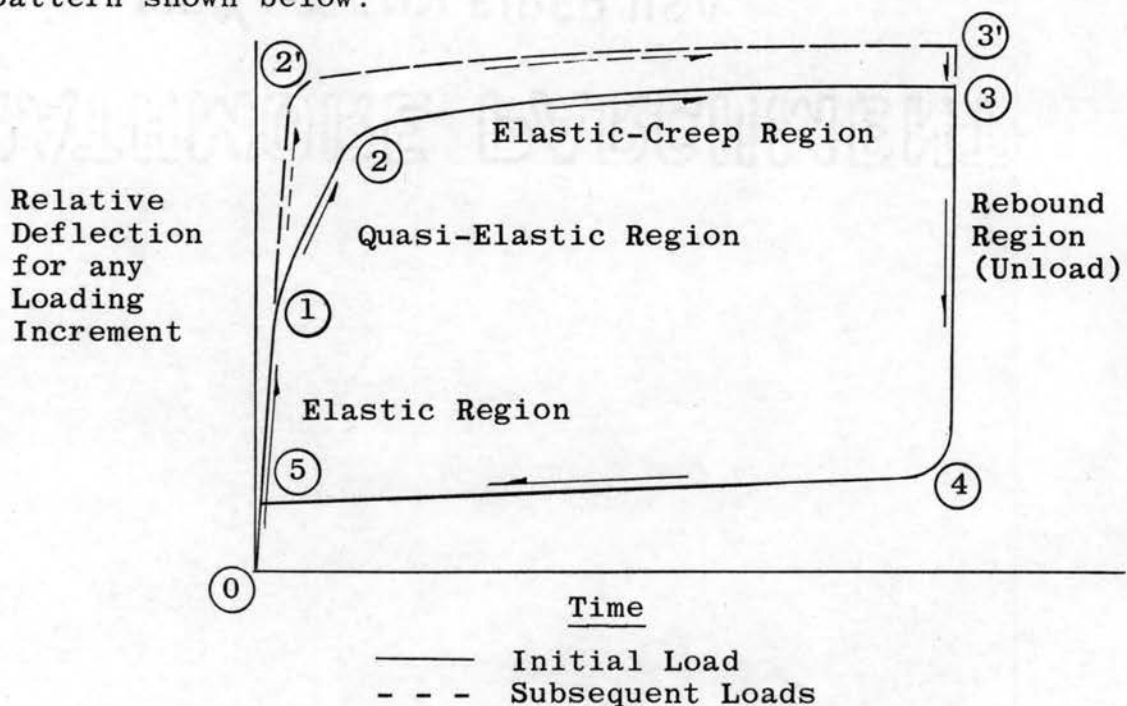 pattern shown below:
2'
3'
3
Elastic-Creep Region
2
Relative
Deflection
for any
Loading
Increment
Rebound
Region
(Unload)
Quasi-Elastic Region
1
Elastic Region
5
4
0
Time
Initial Load
Subsequent Loads